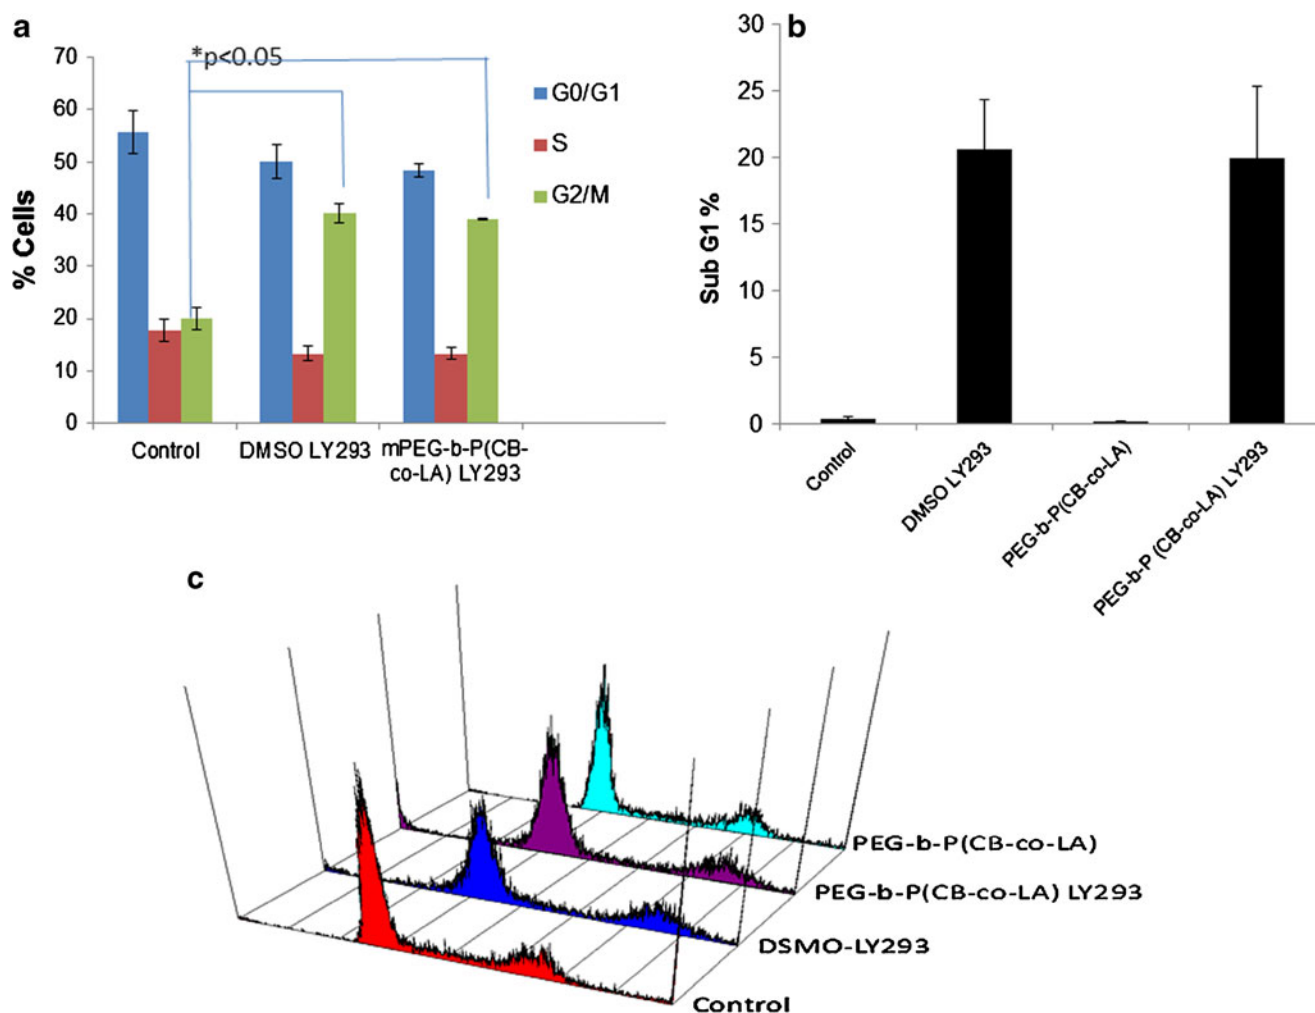 a
*p<0.05
70
60
50
40
30
20
10
0
% Cells
G0/G1
S
G2/M
Control
DMSO LY293
mPEG-b-P(CB-
co-LA) LY293
b
30
25
20
15
10
5
0
Sub G1 %
Control
DMSO LY293
PEG-b-P(CB-co-LA)
PEG-b-P (CB-co-LA) LY293
c
PEG-b-P(CB-co-LA)
PEG-b-P(CB-co-LA) LY293
DSMO-LY293
Control